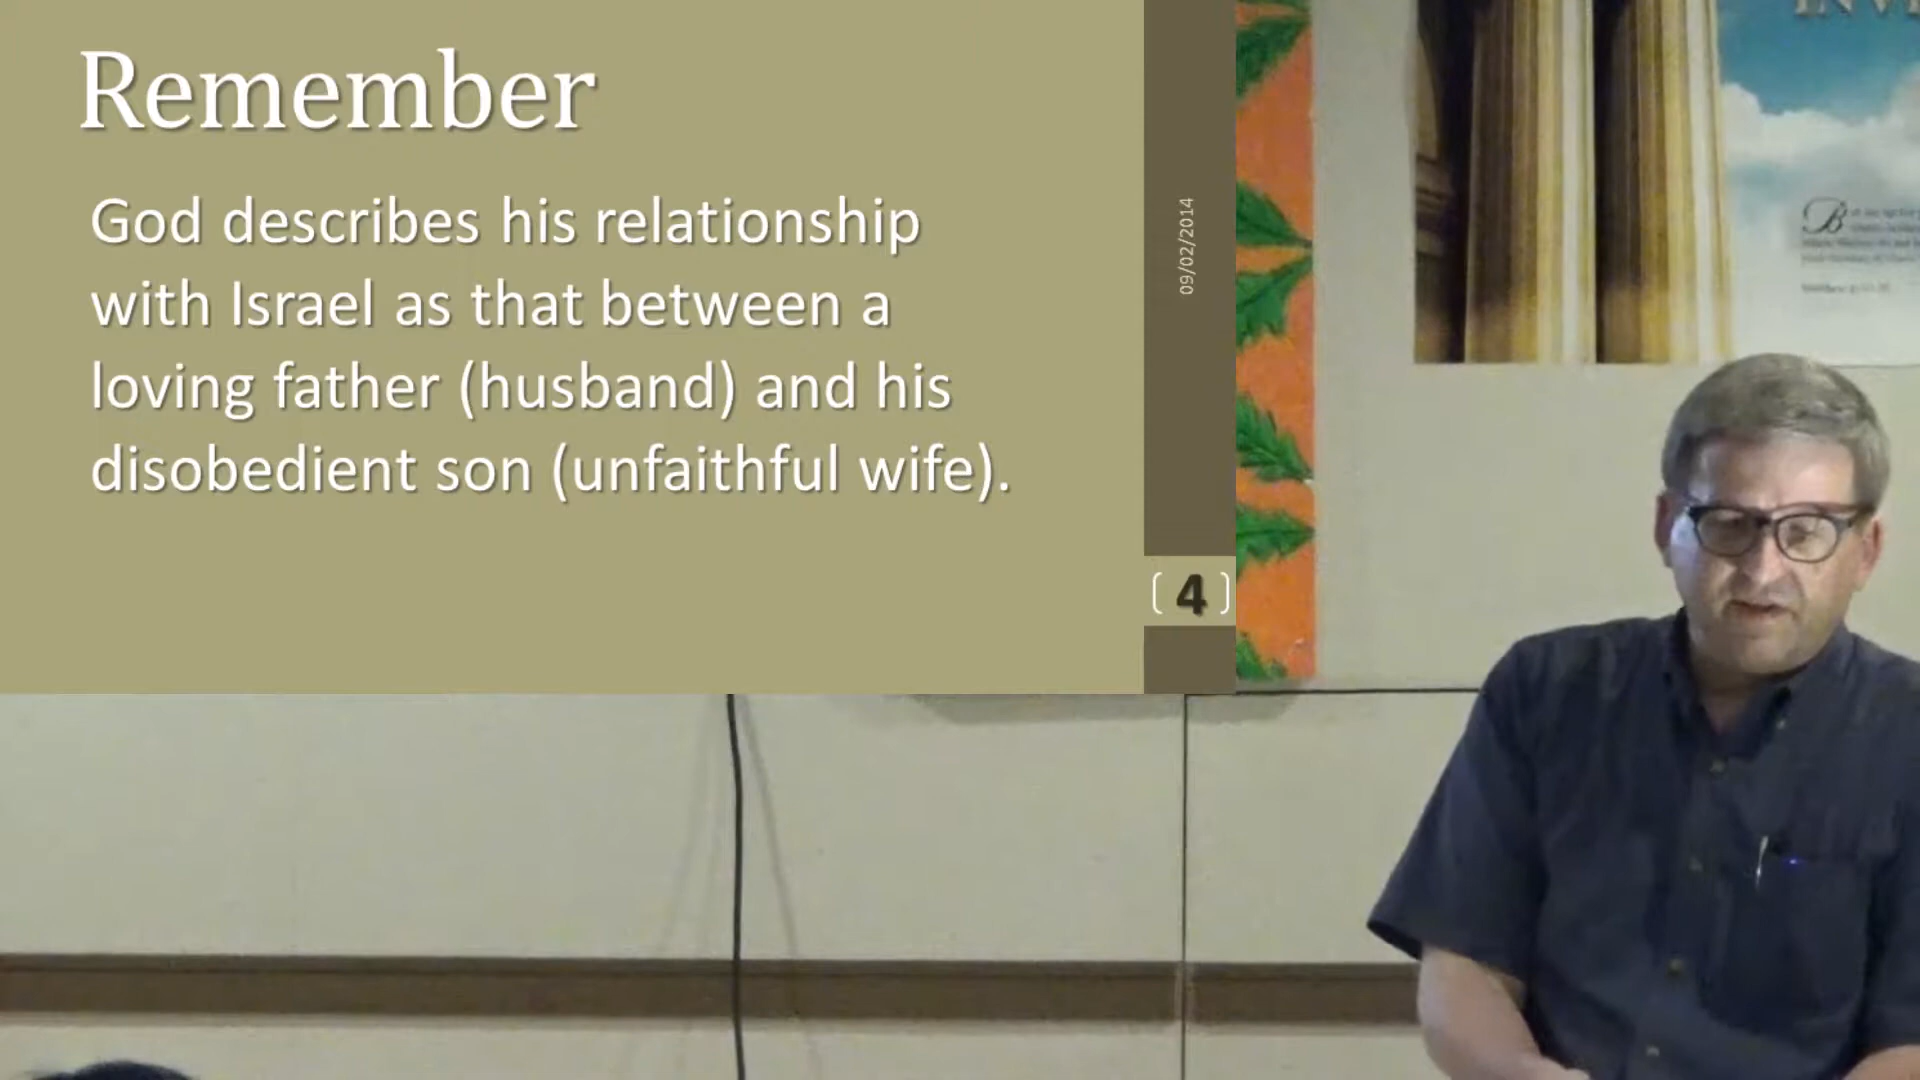 Remember
God describes his relationship
with Israel as that between a
loving father (husband) and his
disobedient son (unfaithful wife).
09/02/2014
4